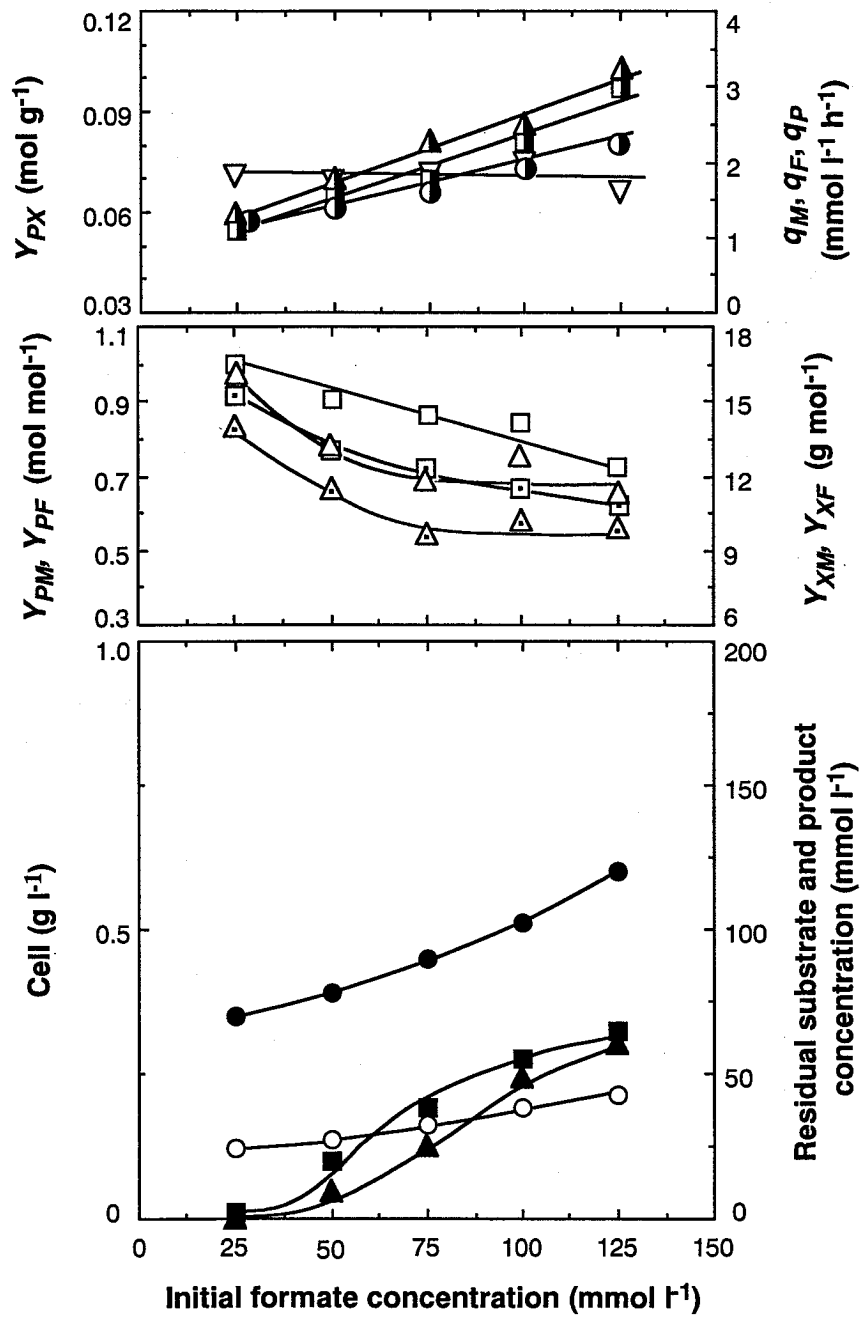 0.12
0.09
0.06
0.03
Y_PX (mol g⁻¹)
4
3
2
1
0
q_M, q_F, q_P
(mmol l⁻¹ h⁻¹)
1.1
0.9
0.7
0.5
0.3
Y_PM, Y_PF (mol mol⁻¹)
18
15
12
9
6
Y_XM, Y_XF (g mol⁻¹)
1.0
0.5
0
Cell (g l⁻¹)
200
150
100
50
0
Residual substrate and product
concentration (mmol l⁻¹)
0 25 50 75 100 125 150
Initial formate concentration (mmol l⁻¹)